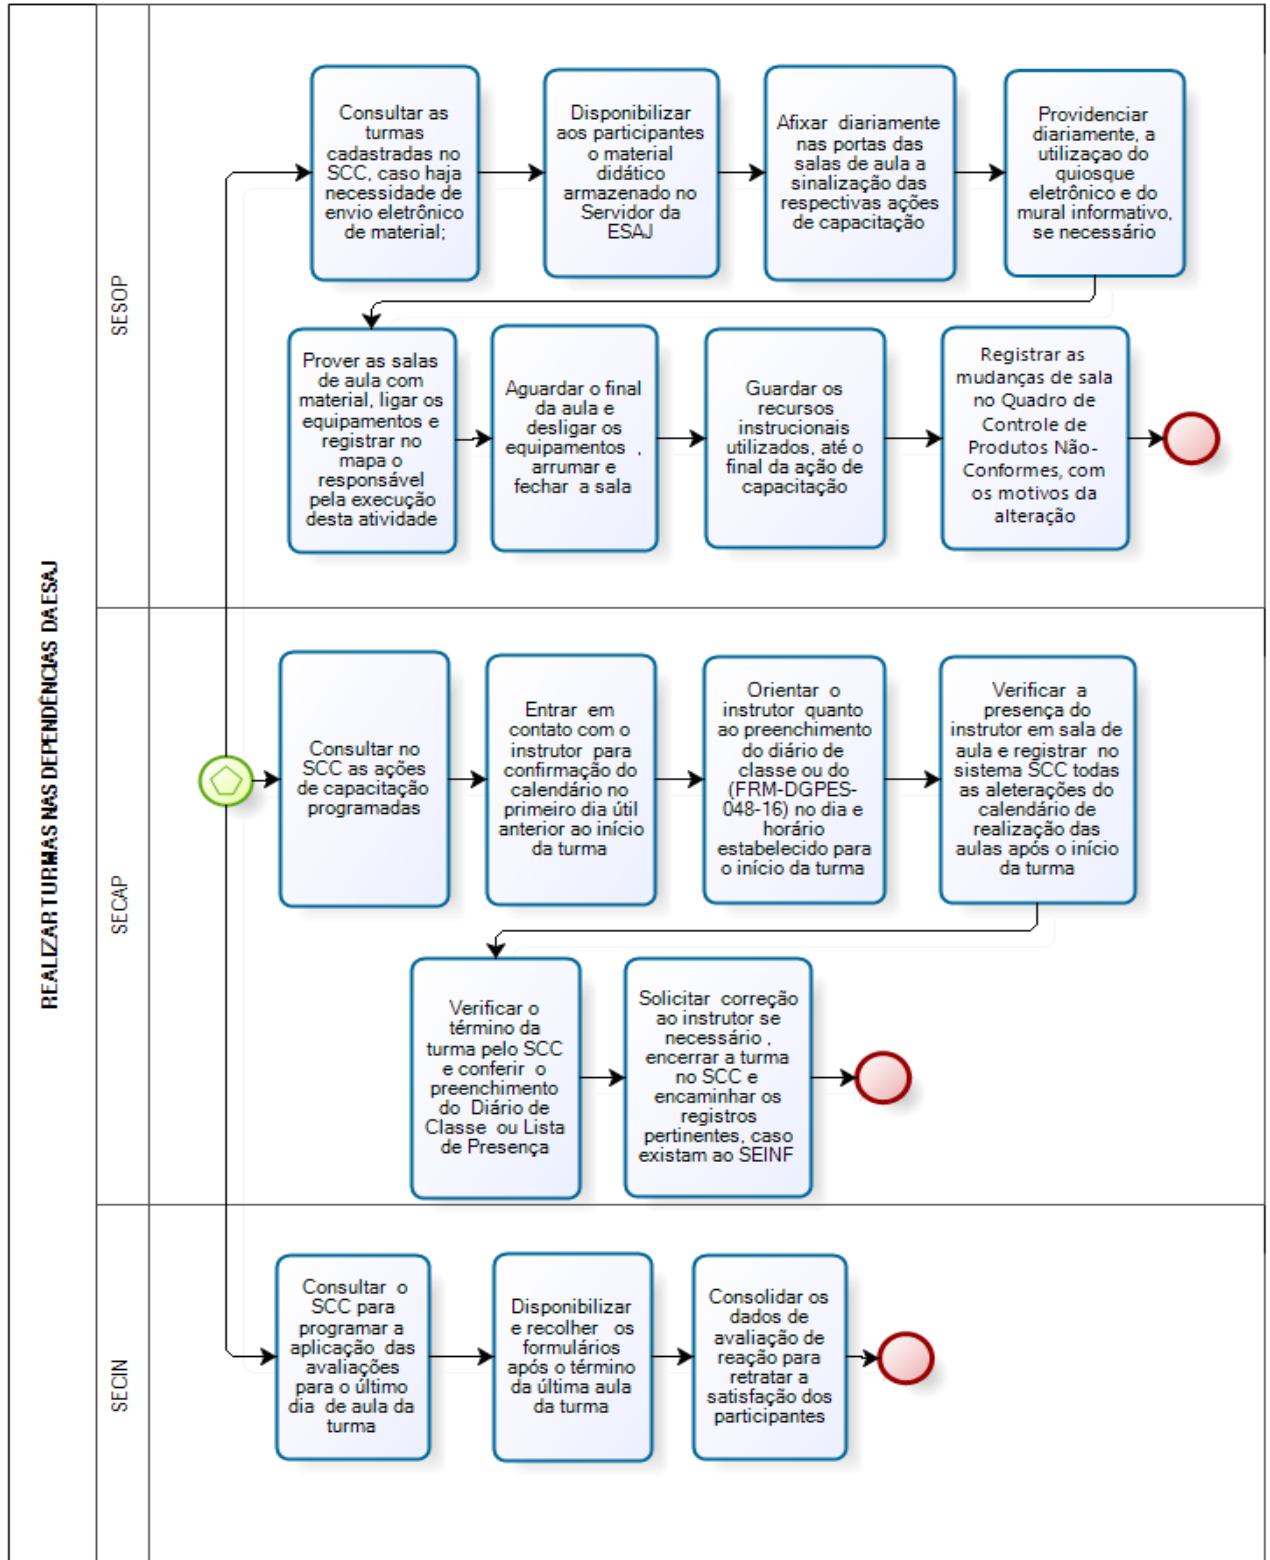 REALIZAR TURMAS NAS DEPENDÊNCIAS DA ESAJ
SESOP
Consultar as
turmas
cadastradas no
SCC, caso haja
necessidade de
envio eletrônico
de material;
Disponibilizar
aos participantes
o material
didático
armazenado no
Servidor da
ESAJ
Afixar diariamente
nas portas das
salas de aula a
sinalização das
respectivas ações
de capacitação
Providenciar
diariamente, a
utilizaçao do
quiosque
eletrônico e do
mural informativo,
se necessário
Prover as salas
de aula com
material, ligar os
equipamentos e
registrar no
mapa o
responsável
pela execução
desta atividade
Aguardar o final
da aula e
desligar os
equipamentos ,
arrumar e
fechar a sala
Guardar os
recursos
instrucionais
utilizados, até o
final da ação de
capacitação
Registrar as
mudanças de sala
no Quadro de
Controle de
Produtos Não-
Conformes, com
os motivos da
alteração
SECAP
Consultar no
SCC as ações
de capacitação
programadas
Entrar em
contato com o
instrutor para
confirmação do
calendário no
primeiro dia útil
anterior ao início
da turma
Orientar o
instrutor quanto
ao preenchimento
do diário de
classe ou do
(FRM-DGPES-
048-16) no dia e
horário
estabelecido para
o início da turma
Verificar a
presença do
instrutor em sala de
aula e registrar no
sistema SCC todas
as aleterações do
calendário de
realização das
aulas após o início
da turma
Verificar o
término da
turma pelo SCC
e conferir o
preenchimento
do Diário de
Classe ou Lista
de Presença
Solicitar correção
ao instrutor se
necessário ,
encerrar a turma
no SCC e
encaminhar os
registros
pertinentes, caso
existam ao SEINF
SECIN
Consultar o
SCC para
programar a
aplicação das
avaliações
para o último
dia de aula da
turma
Disponibilizar
e recolher os
formulários
após o término
da última aula
da turma
Consolidar os
dados de
avaliação de
reação para
retratar a
satisfação dos
participantes